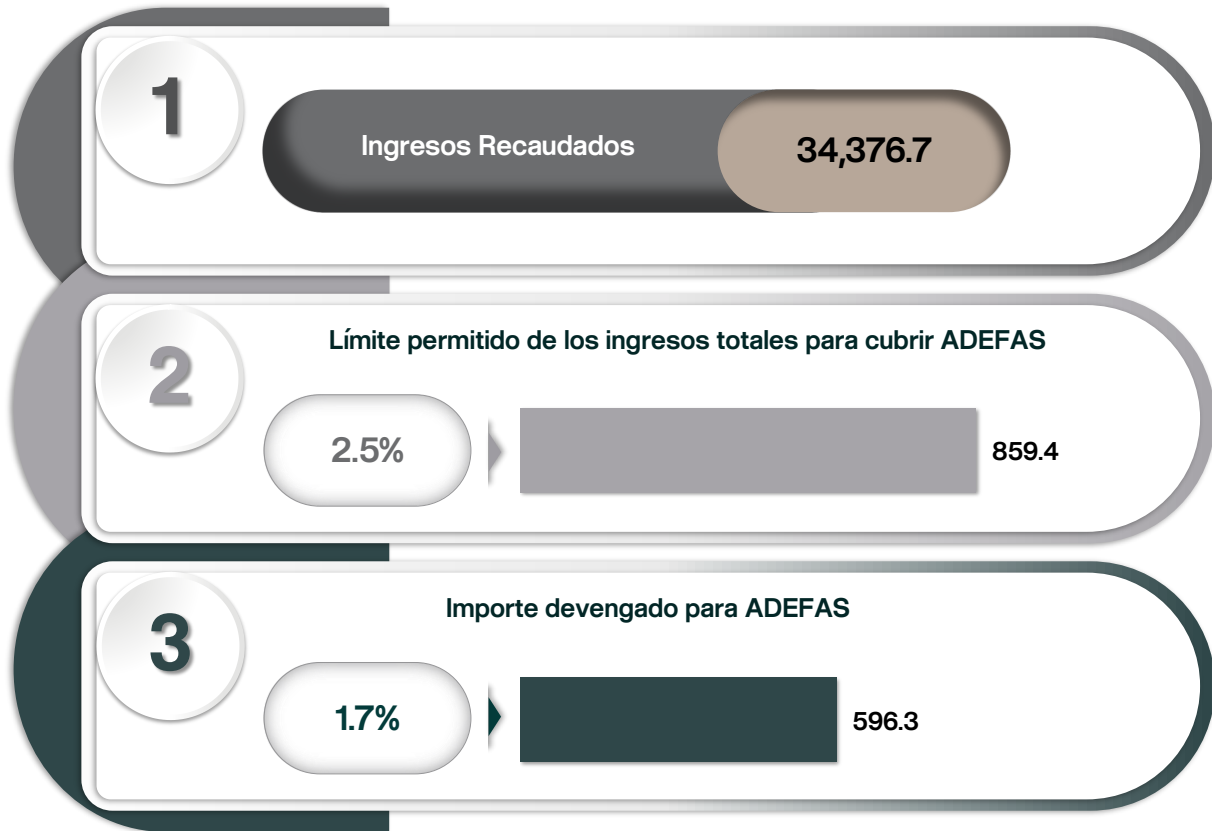 1
Ingresos Recaudados
34,376.7
2
Límite permitido de los ingresos totales para cubrir ADEFAS
2.5%
859.4
3
Importe devengado para ADEFAS
1.7%
596.3